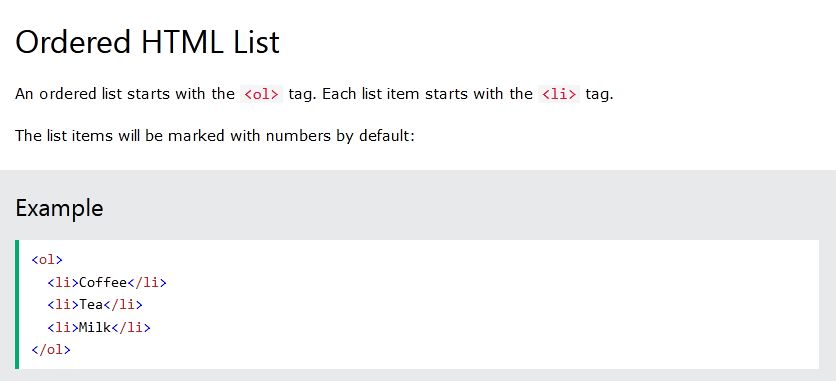 Ordered HTML List
An ordered list starts with the <ol> tag. Each list item starts with the <li> tag.
The list items will be marked with numbers by default:
Example
<ol>
  <li>Coffee</li>
  <li>Tea</li>
  <li>Milk</li>
</ol>